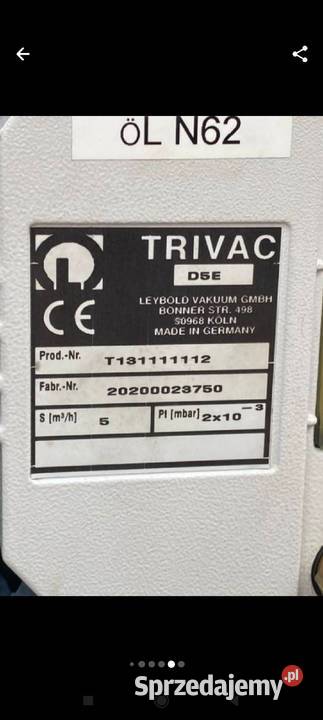 ÖL N62
TRIVAC
D5E
LEYBOLD VAKUUM GMBH
BONNER STR. 498
50968 KÖLN
MADE IN GERMANY
CE
Prod.-Nr. T131111112
Fabr.-Nr. 20200023750
S [m³/h] 5 Pt [mbar] 2x10⁻³
Sprzedajemy.pl